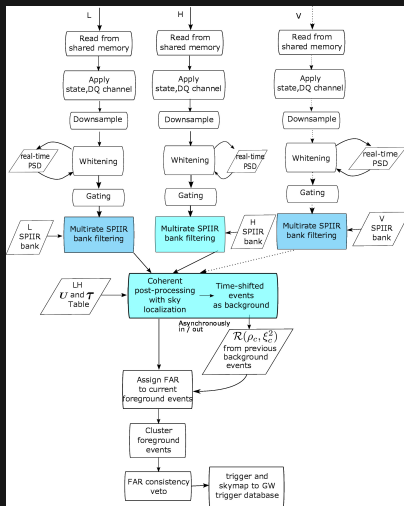 L
H
V
Read from
shared memory
Read from
shared memory
Read from
shared memory
Apply
state,DQ channel
Apply
state,DQ channel
Apply
state,DQ channel
Downsample
Downsample
Downsample
real-time
PSD
Whitening
Whitening
real-time
PSD
Whitening
real-time
PSD
Gating
Gating
Gating
L
SPIIR
bank
Multirate SPIIR
bank filtering
Multirate SPIIR
bank filtering
H
SPIIR
bank
Multirate SPIIR
bank filtering
V
SPIIR
bank
LH
U and τ
Table
Coherent
post-processing
with sky
localization
Time-shifted
events
as background
Asynchronously
in / out
R(ρc, ξc²)
from previous
background
events
Assign FAR
to current
foreground events
Cluster
foreground
events
FAR consistency
veto
trigger and
skymap to GW
trigger database